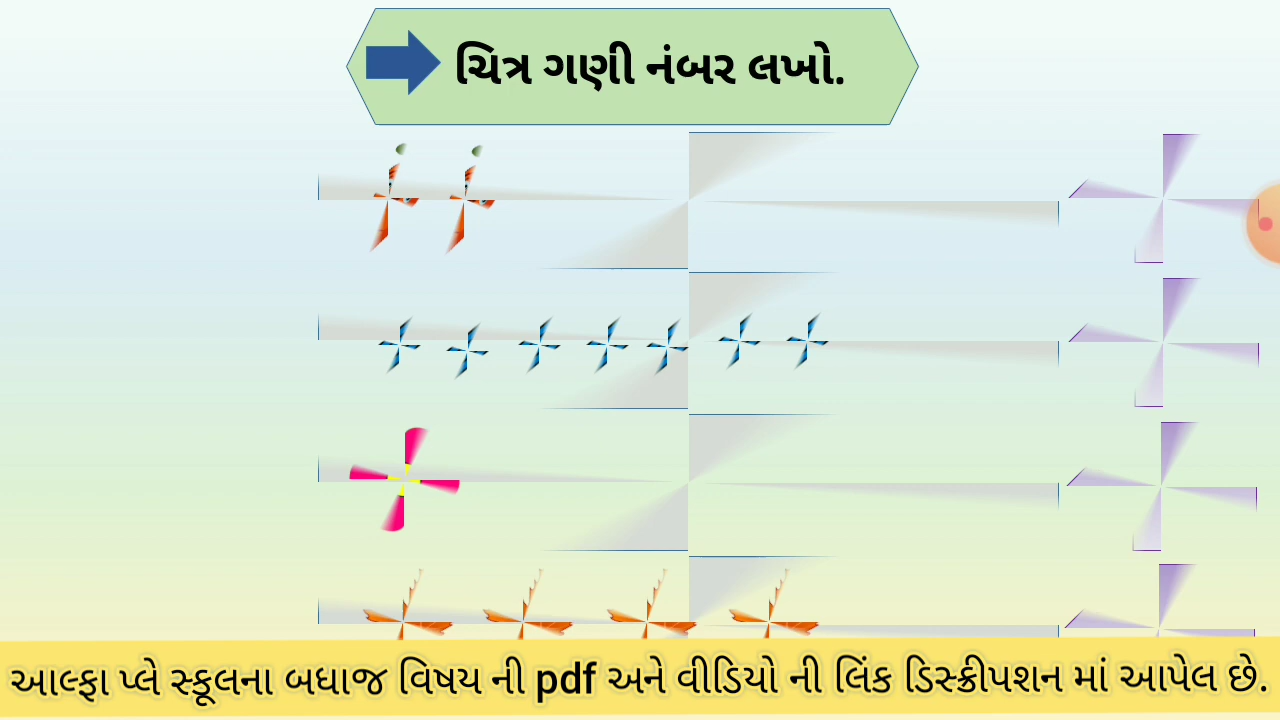 ચિત્ર ગણી નંબર લખો.
આલ્ફા પ્લે સ્કૂલના બધાજ વિષય ની pdf અને વીડિયો ની લિંક ડિસ્ક્રીપશન માં આપેલ છે.